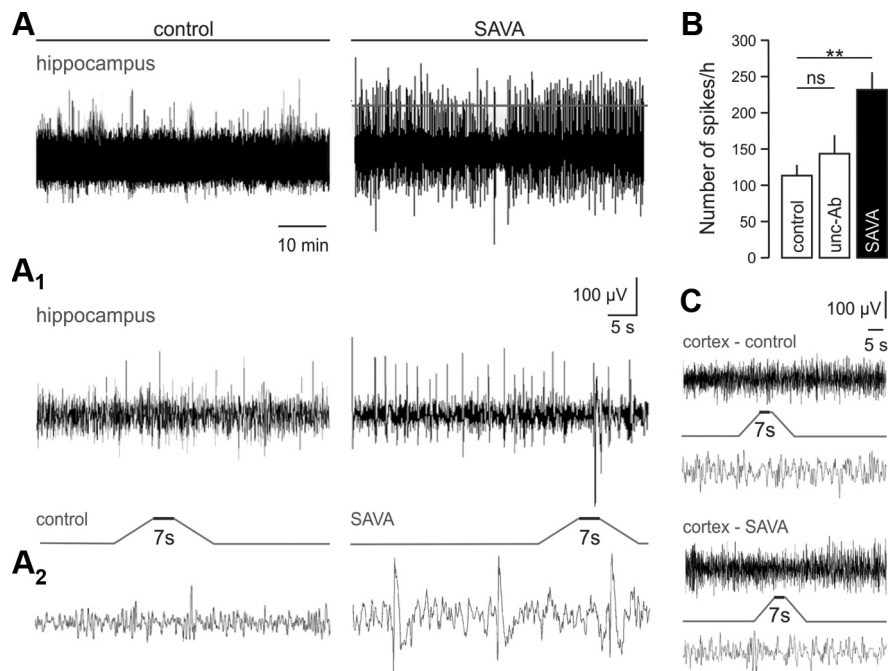 A
control
SAVA
hippocampus
10 min
B
300
250
200
150
100
50
0
Number of spikes/h
**
ns
control
unc-Ab
SAVA
A1
hippocampus
100 µV
5 s
control
7s
SAVA
7s
A2
C
100 µV
5 s
cortex - control
7s
cortex - SAVA
7s